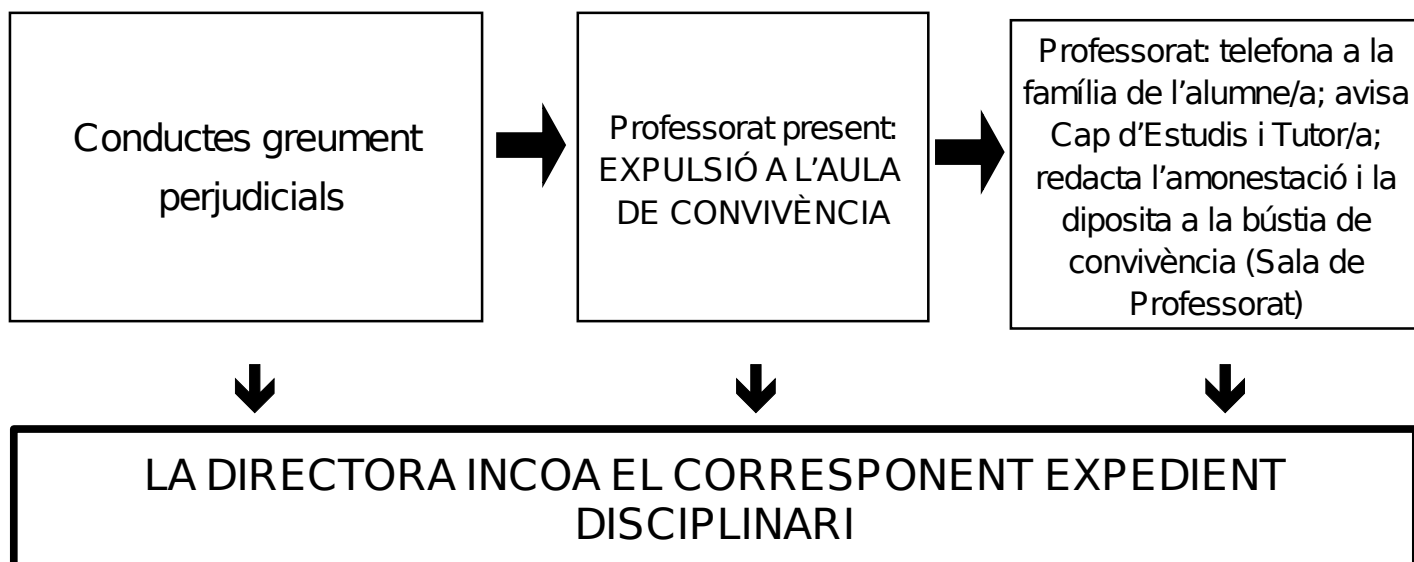 Conductes greument
perjudicials
Professorat present:
EXPULSIÓ A L’AULA
DE CONVIVÈNCIA
Professorat: telefona a la
família de l’alumne/a; avisa
Cap d’Estudis i Tutor/a;
redacta l’amonestació i la
diposita a la bústia de
convivència (Sala de
Professorat)
LA DIRECTORA INCOA EL CORRESPONENT EXPEDIENT
DISCIPLINARI